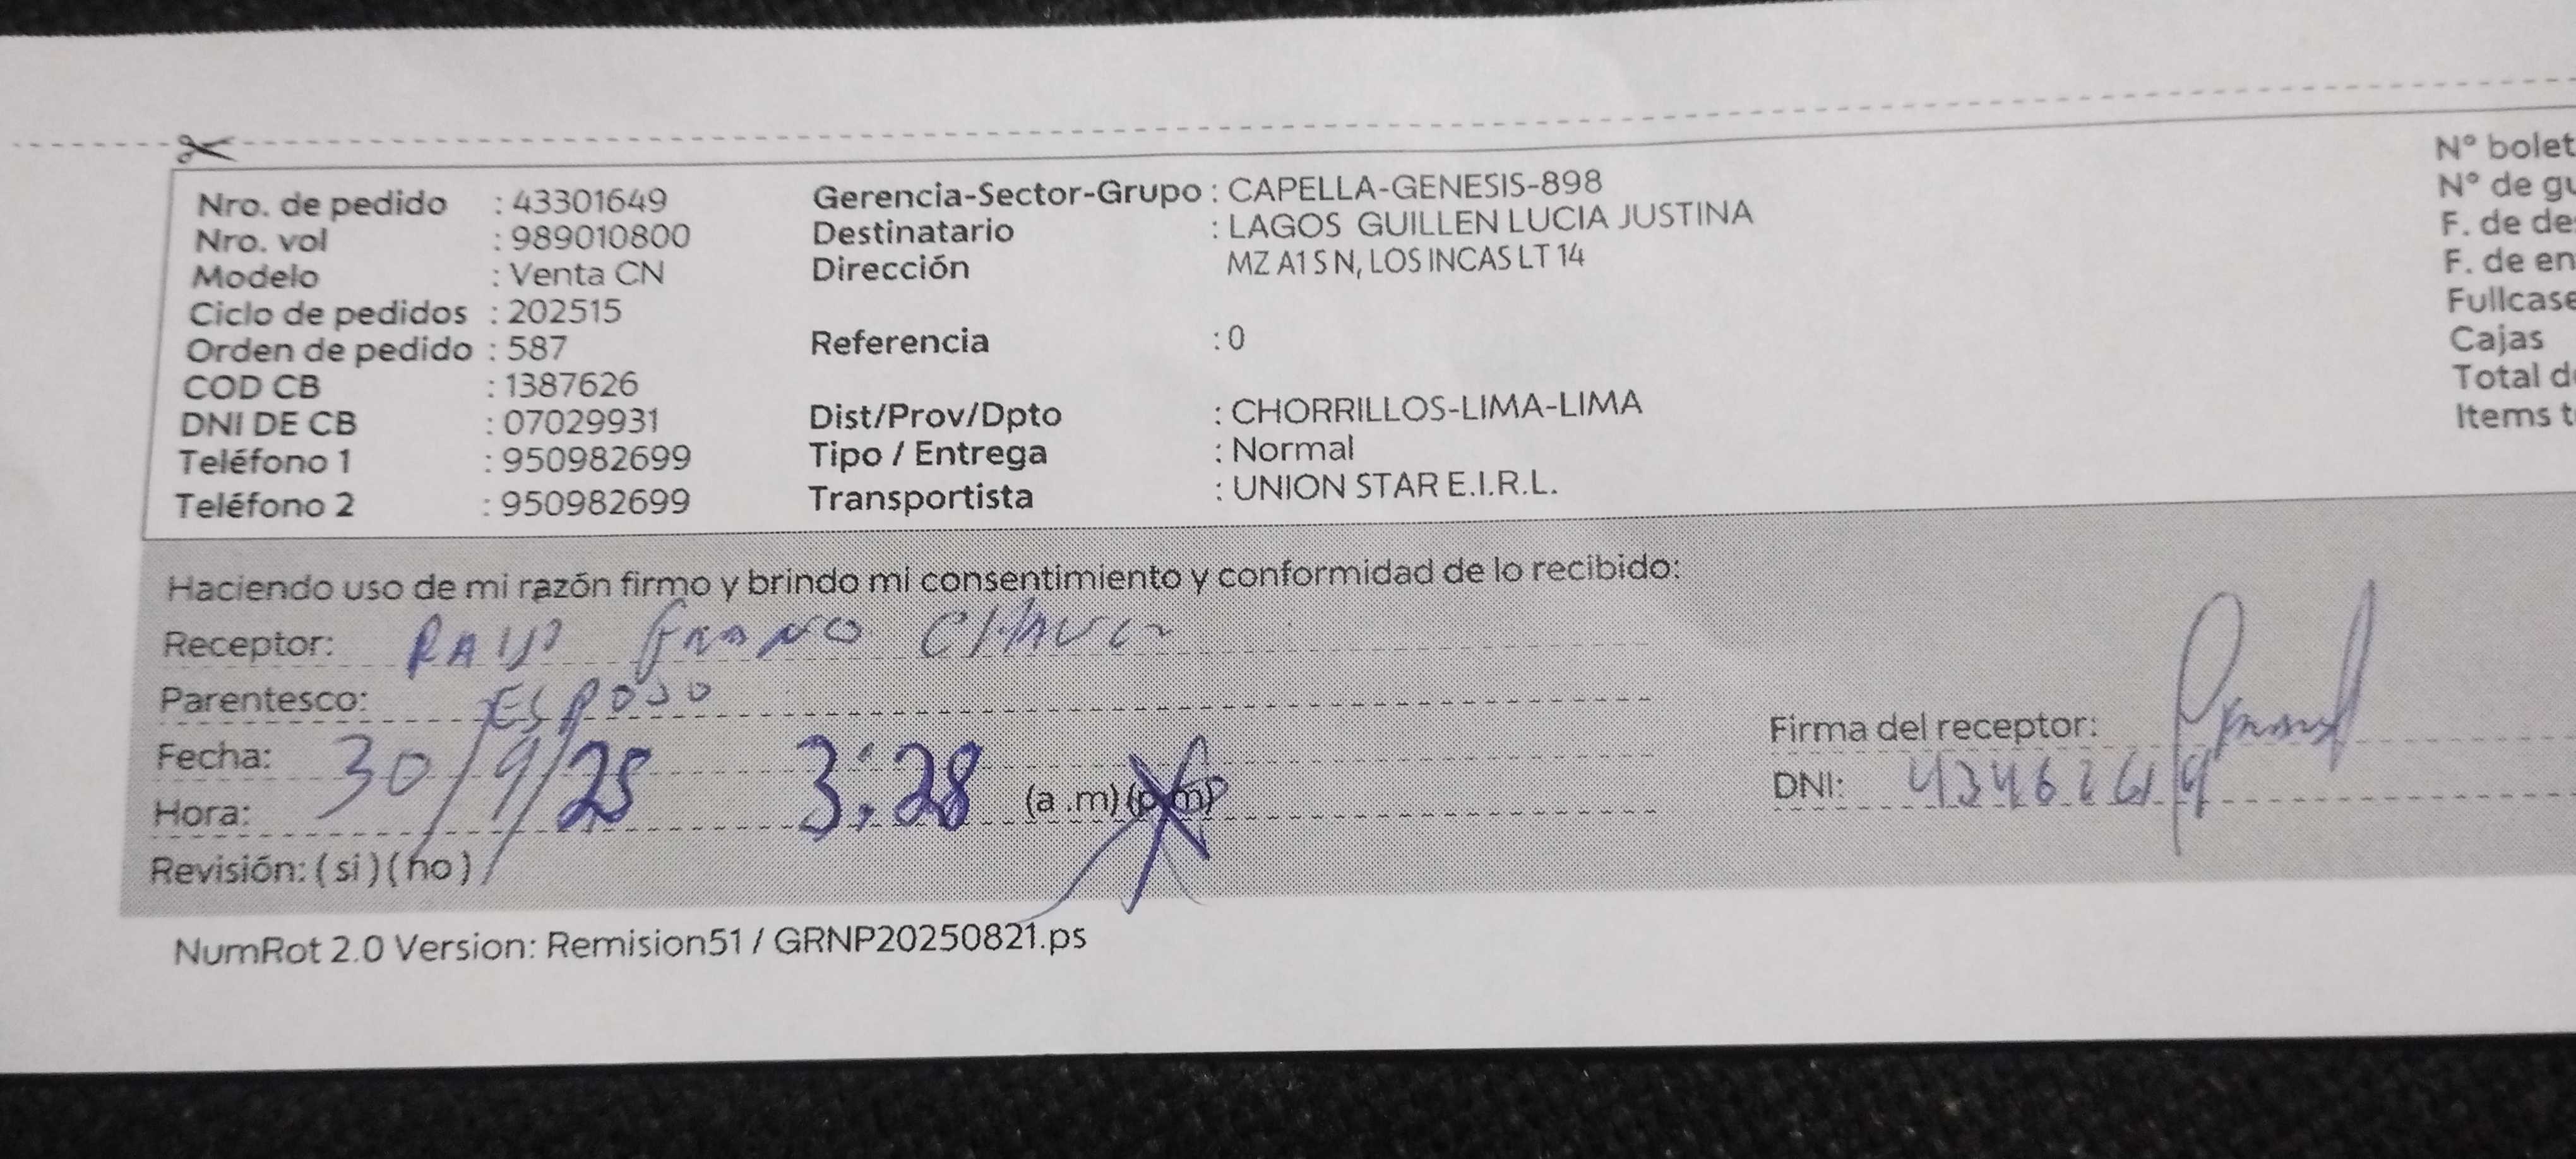 Nro. de pedido : 43301649
Nro. vol : 989010800
Modelo : Venta CN
Ciclo de pedidos : 202515
Orden de pedido : 587
COD CB : 1387626
DNI DE CB : 07029931
Teléfono 1 : 950982699
Teléfono 2 : 950982699
Gerencia-Sector-Grupo : CAPELLA-GENESIS-898
Destinatario : LAGOS GUILLEN LUCIA JUSTINA
Dirección MZ A1 S N, LOS INCAS LT 14
Referencia : 0
Dist/Prov/Dpto : CHORRILLOS-LIMA-LIMA
Tipo / Entrega : Normal
Transportista : UNION STAR E.I.R.L.
N° bolet
N° de gu
F. de de
F. de en
Fullcase
Cajas
Total d
Items t
Haciendo uso de mi razón firmo y brindo mi consentimiento y conformidad de lo recibido:
Receptor:
Parentesco: ESPOSO
Fecha: 30/9/25
Hora: 3:28 (a .m) (p.m)
Revisión: ( si ) ( no )
Firma del receptor:
DNI:
NumRot 2.0 Version: Remision51 / GRNP20250821.ps